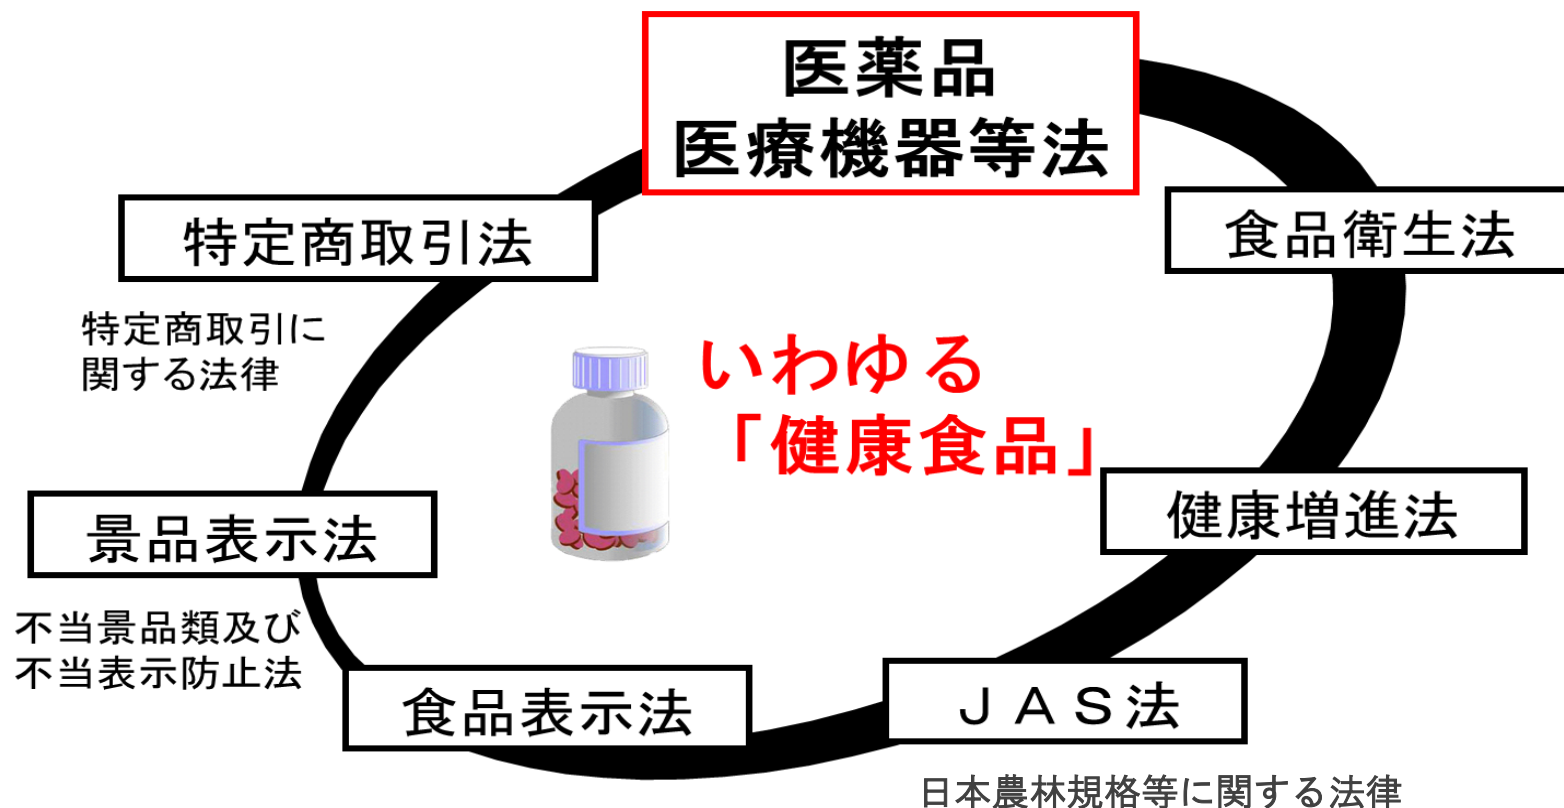 医薬品
医療機器等法
特定商取引法
食品衛生法
特定商取引に
関する法律
いわゆる
「健康食品」
景品表示法
健康増進法
不当景品類及び
不当表示防止法
食品表示法
ＪＡＳ法
日本農林規格等に関する法律